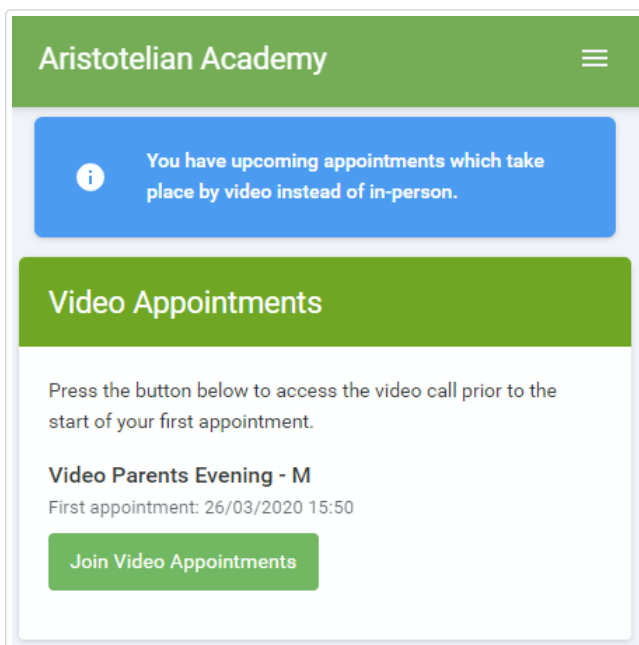 Aristotelian Academy
You have upcoming appointments which take
place by video instead of in-person.
Video Appointments
Press the button below to access the video call prior to the
start of your first appointment.
Video Parents Evening - M
First appointment: 26/03/2020 15:50
Join Video Appointments